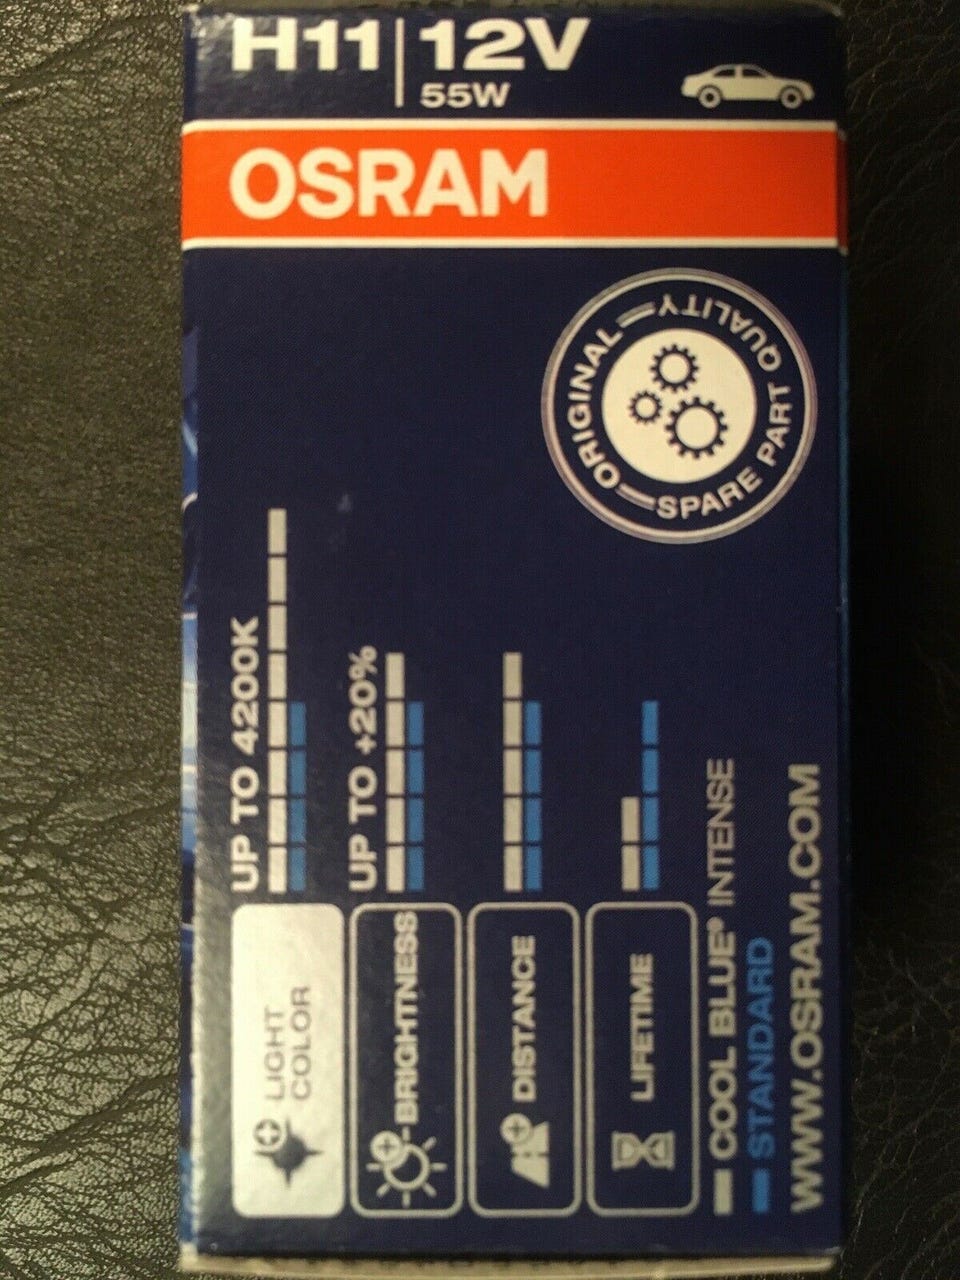 H11 12V
55W
OSRAM
ORIGINAL
SPARE PART QUALITY
UP TO 4200K
LIGHT
COLOR
UP TO +20%
BRIGHTNESS
DISTANCE
LIFETIME
COOL BLUE® INTENSE
STANDARD
WWW.OSRAM.COM